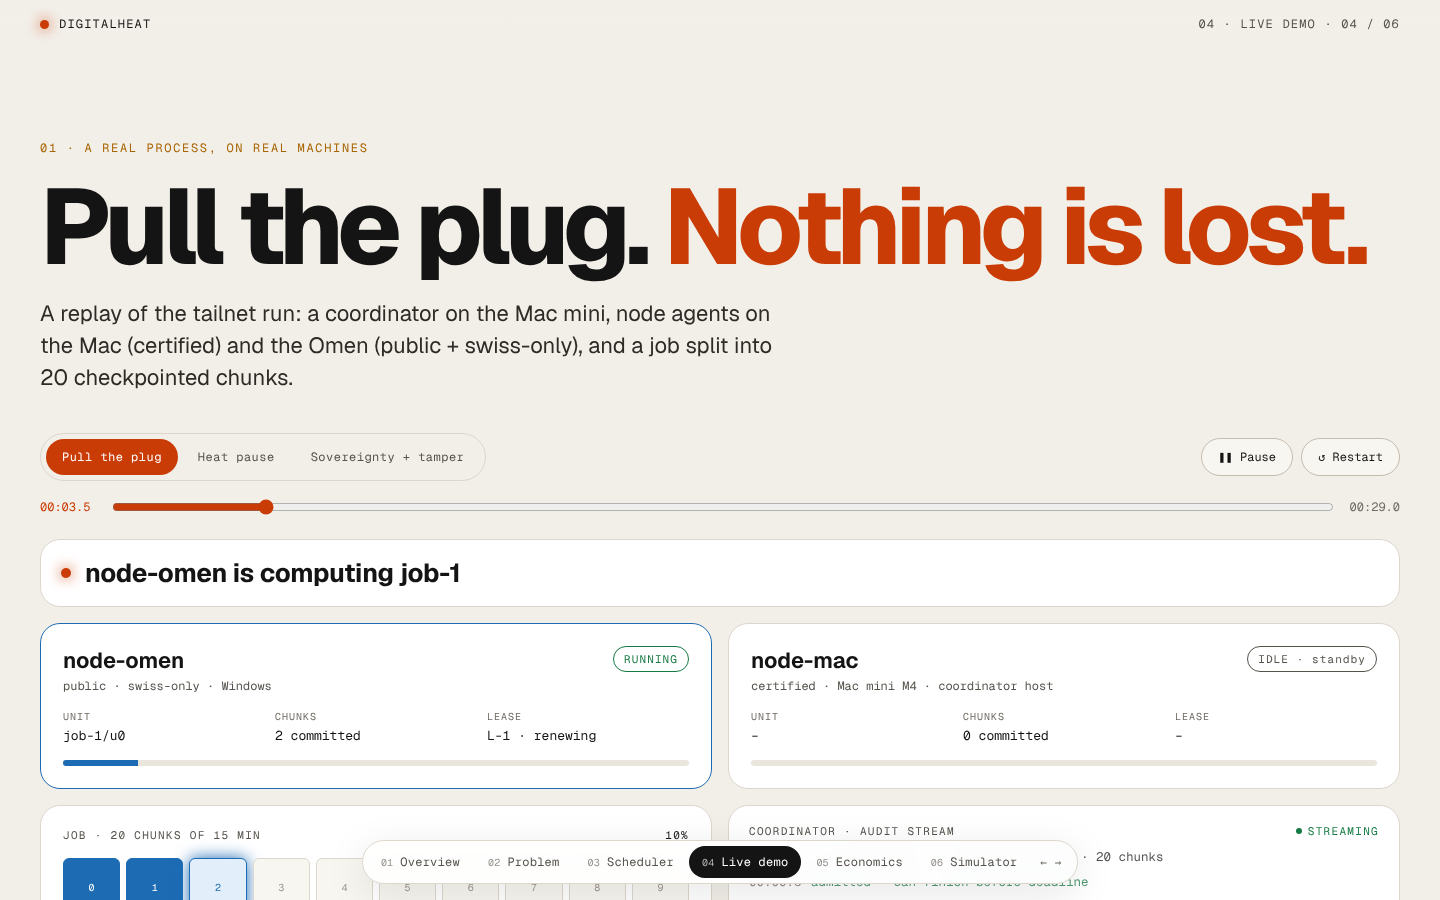 DIGITALHEAT
04 · LIVE DEMO · 04 / 06
01 · A REAL PROCESS, ON REAL MACHINES
Pull the plug. Nothing is lost.
A replay of the tailnet run: a coordinator on the Mac mini, node agents on
the Mac (certified) and the Omen (public + swiss-only), and a job split into
20 checkpointed chunks.
Pull the plug
Heat pause
Sovereignty + tamper
Pause
↺ Restart
00:03.5
00:29.0
node-omen is computing job-1
node-omen
RUNNING
public · swiss-only · Windows
UNIT
CHUNKS
LEASE
job-1/u0
2 committed
L-1 · renewing
node-mac
IDLE · standby
certified · Mac mini M4 · coordinator host
UNIT
CHUNKS
LEASE
–
0 committed
–
JOB · 20 CHUNKS OF 15 MIN
10%
0
1
2
3
4
5
6
7
8
9
COORDINATOR · AUDIT STREAM
STREAMING
· 20 chunks
admitted – can finish before deadline
01 Overview
02 Problem
03 Scheduler
04 Live demo
05 Economics
06 Simulator
← →